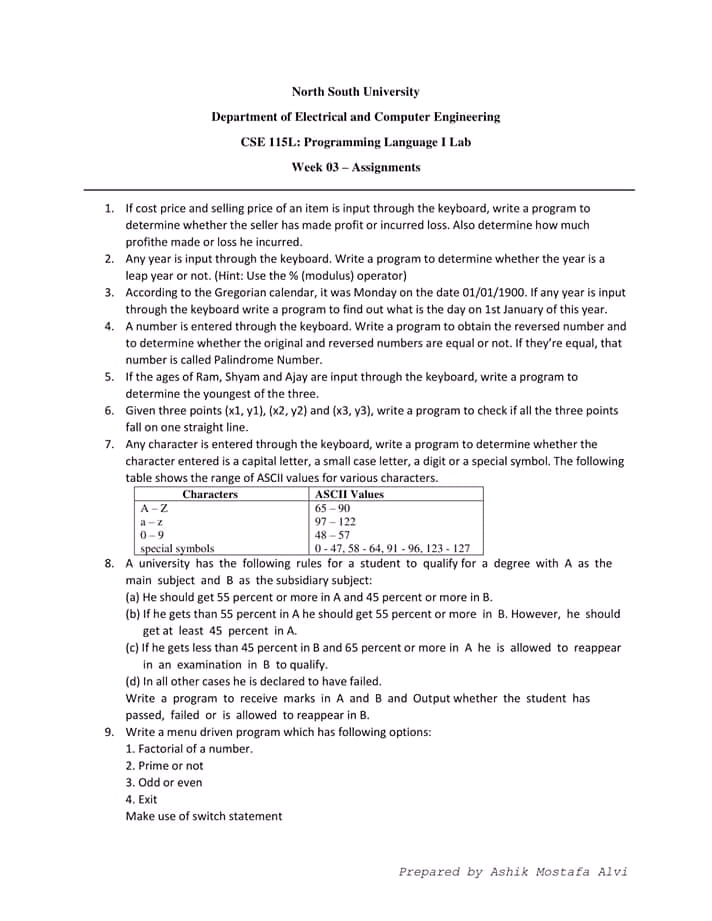 North South University
Department of Electrical and Computer Engineering
CSE 115L: Programming Language I Lab
Week 03 – Assignments
1. If cost price and selling price of an item is input through the keyboard, write a program to
determine whether the seller has made profit or incurred loss. Also determine how much
profithe made or loss he incurred.
2. Any year is input through the keyboard. Write a program to determine whether the year is a
leap year or not. (Hint: Use the % (modulus) operator)
3. According to the Gregorian calendar, it was Monday on the date 01/01/1900. If any year is input
through the keyboard write a program to find out what is the day on 1st January of this year.
4. A number is entered through the keyboard. Write a program to obtain the reversed number and
to determine whether the original and reversed numbers are equal or not. If they're equal, that
number is called Palindrome Number.
5. If the ages of Ram, Shyam and Ajay are input through the keyboard, write a program to
determine the youngest of the three.
6. Given three points (x1, y1), (x2, y2) and (x3, y3), write a program to check if all the three points
fall on one straight line.
7. Any character is entered through the keyboard, write a program to determine whether the
character entered is a capital letter, a small case letter, a digit or a special symbol. The following
table shows the range of ASCII values for various characters.
Characters ASCII Values
A – Z 65 – 90
a – z 97 – 122
0 – 9 48 – 57
special symbols 0 - 47, 58 - 64, 91 - 96, 123 - 127
8. A university has the following rules for a student to qualify for a degree with A as the
main subject and B as the subsidiary subject:
(a) He should get 55 percent or more in A and 45 percent or more in B.
(b) If he gets than 55 percent in A he should get 55 percent or more in B. However, he should
get at least 45 percent in A.
(c) If he gets less than 45 percent in B and 65 percent or more in A he is allowed to reappear
in an examination in B to qualify.
(d) In all other cases he is declared to have failed.
Write a program to receive marks in A and B and Output whether the student has
passed, failed or is allowed to reappear in B.
9. Write a menu driven program which has following options:
1. Factorial of a number.
2. Prime or not
3. Odd or even
4. Exit
Make use of switch statement
Prepared by Ashik Mostafa Alvi